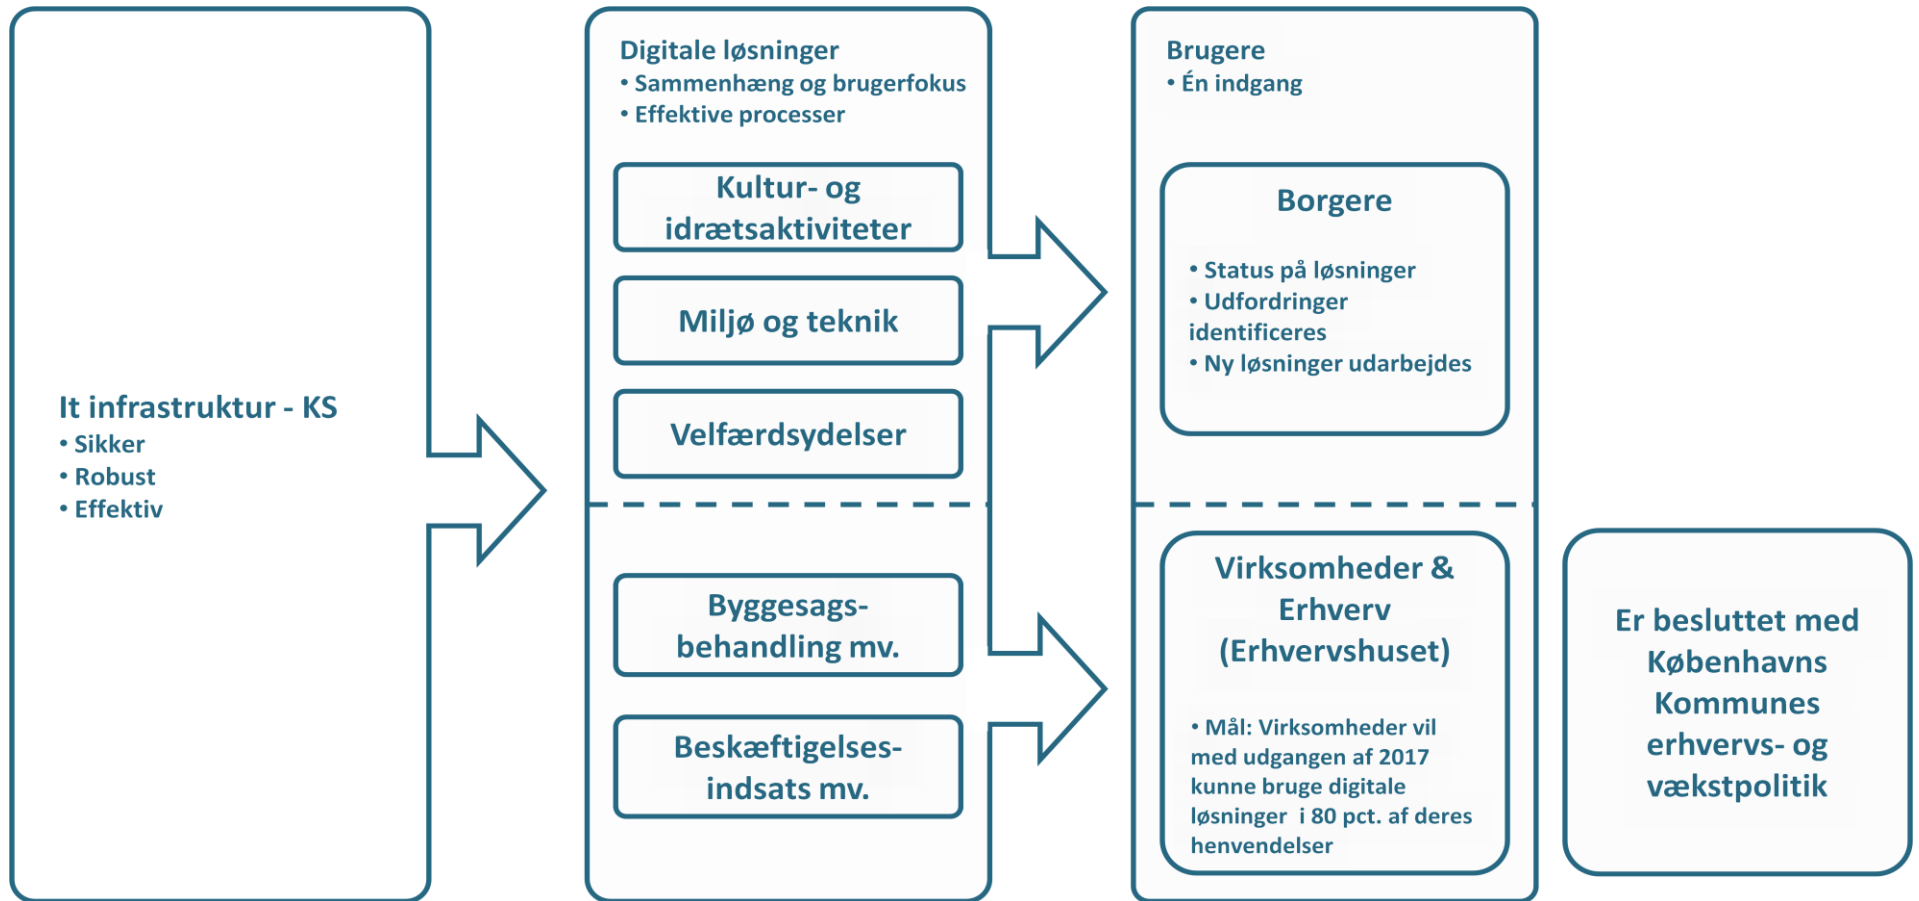 It infrastruktur - KS
• Sikker
• Robust
• Effektiv
Digitale løsninger
• Sammenhæng og brugerfokus
• Effektive processer
Kultur- og
idrætsaktiviteter
Miljø og teknik
Velfærdsydelser
Byggesags-
behandling mv.
Beskæftigelses-
indsats mv.
Brugere
• Én indgang
Borgere
• Status på løsninger
• Udfordringer
identificeres
• Ny løsninger udarbejdes
Virksomheder &
Erhverv
(Erhvervshuset)
• Mål: Virksomheder vil
med udgangen af 2017
kunne bruge digitale
løsninger i 80 pct. af deres
henvendelser
Er besluttet med
Københavns
Kommunes
erhvervs- og
vækstpolitik